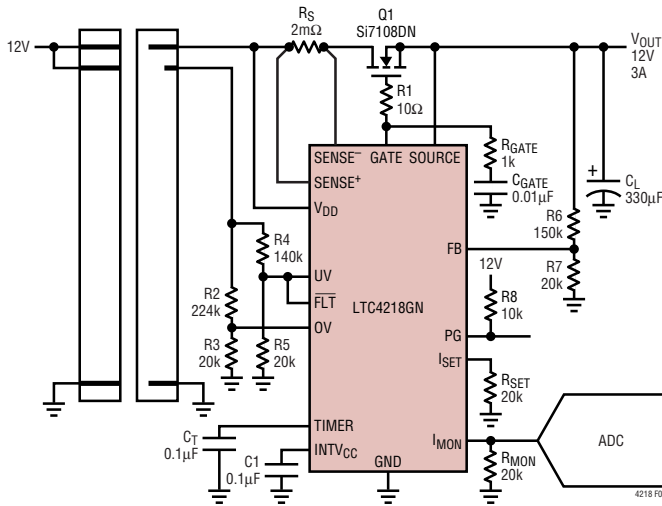 12V
RS
2mΩ
Q1
Si7108DN
VOUT
12V
3A
R1
10Ω
SENSE−
GATE
SOURCE
SENSE+
VDD
RGATE
1k
CGATE
0.01µF
+
CL
330µF
R6
150k
R4
140k
UV
FLT
FB
12V
R7
20k
R2
224k
OV
LTC4218GN
R8
10k
PG
R3
20k
R5
20k
ISET
RSET
20k
TIMER
CT
0.1µF
INTVCC
C1
0.1µF
GND
IMON
RMON
20k
ADC